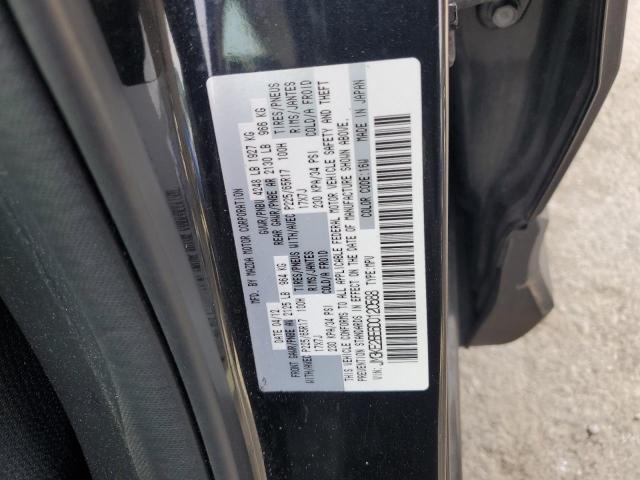 MFD. BY MAZDA MOTOR CORPORATION
DATE: 04/12 GVWR/PNBV 4248 LB 1927 KG
FRONT GAWR/PNBE AV 2125 LB 964 KG REAR GAWR/PNBE AR 2130 LB 966 KG TIRES/PNEUS
WITH/AVEC P225/65R17 100H TIRES/PNEUS WITH/AVEC P225/65R17 100H RIMS/JANTES
17X7J RIMS/JANTES 17X7J COLD/A FROID
230 KPA/34 PSI COLD/A FROID 230 KPA/34 PSI
THIS VEHICLE CONFORMS TO ALL APPLICABLE FEDERAL MOTOR VEHICLE SAFETY AND THEFT
PREVENTION STANDARDS IN EFFECT ON THE DATE OF MANUFACTURE SHOWN ABOVE.
VIN: TYPE:MPV COLOR CODE:16W MADE IN JAPAN